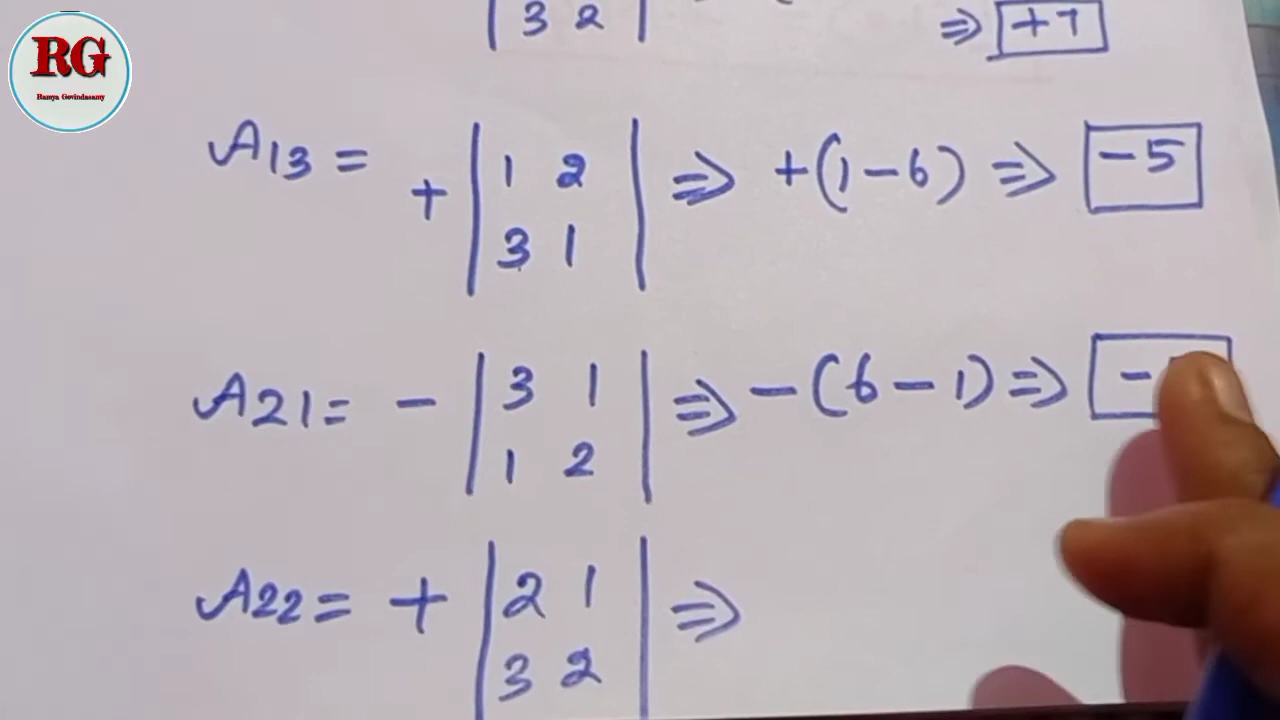 RG
Ramya Govindasamy
| 3 2 |
⇒ +7
A13 = + | 1 2 | ⇒ +(1-6) ⇒ -5
| 3 1 |
A21 = - | 3 1 | ⇒ -(6-1) ⇒ -
| 1 2 |
A22 = + | 2 1 | ⇒
| 3 2 |